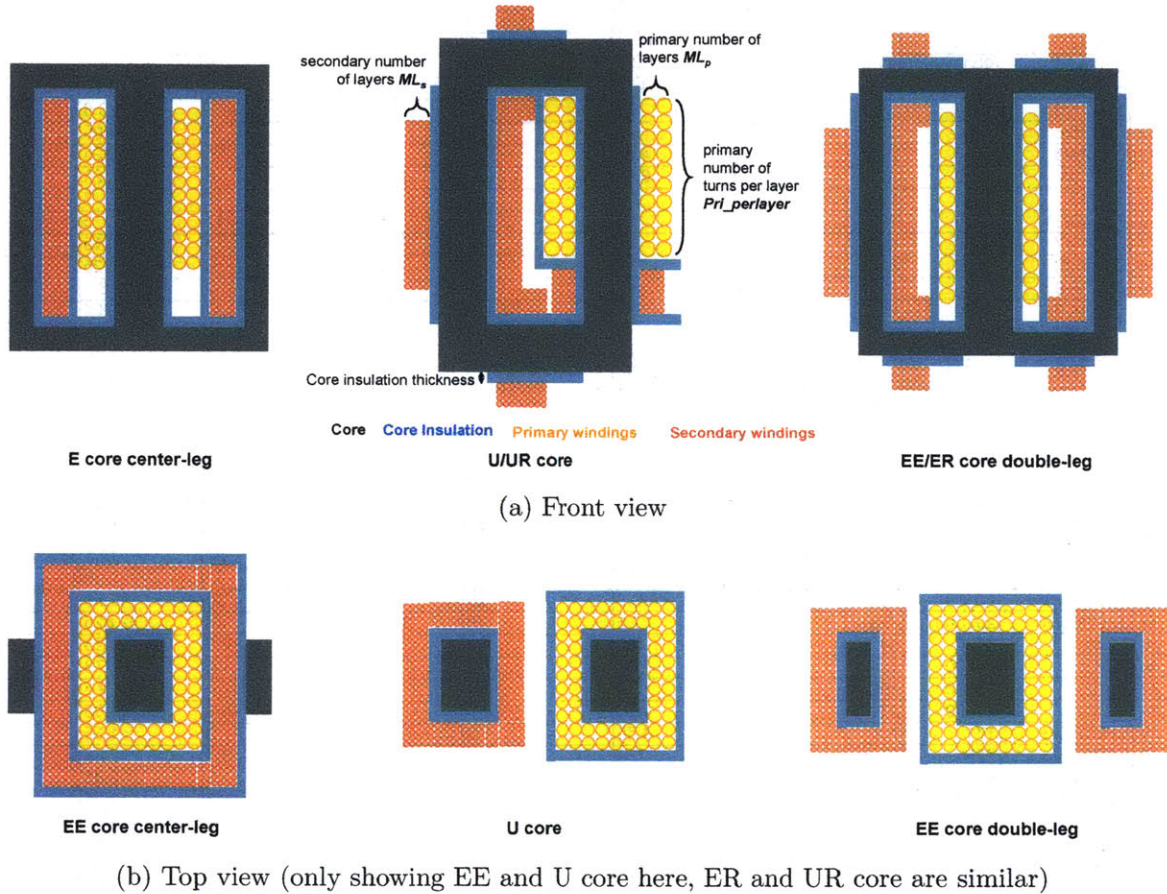 secondary number
of layers ML_s
primary number of
layers ML_p
primary
number of
turns per layer
Pri_perlayer
Core insulation thickness
Core Core Insulation Primary windings Secondary windings
E core center-leg U/UR core EE/ER core double-leg
(a) Front view
EE core center-leg U core EE core double-leg
(b) Top view (only showing EE and U core here, ER and UR core are similar)